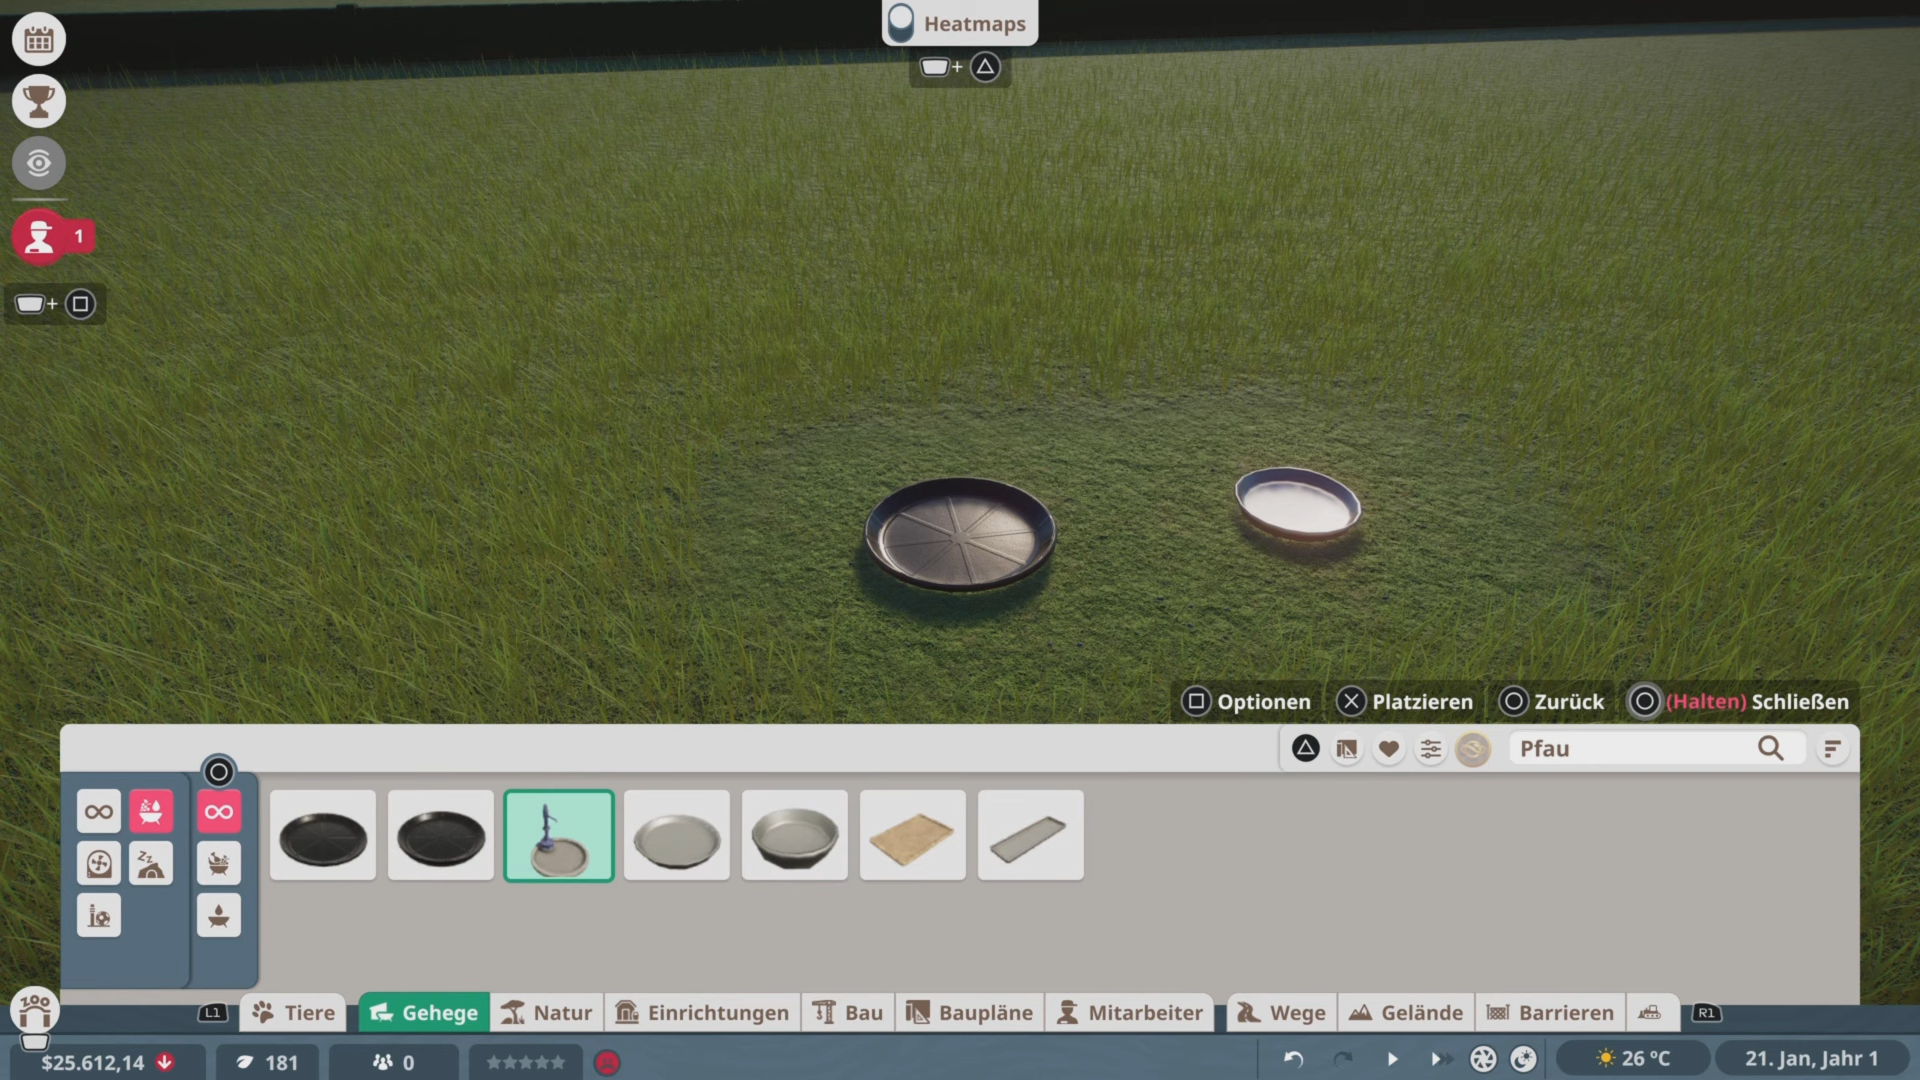 Heatmaps
+
1
+
Optionen
Platzieren
Zurück
(Halten) Schließen
Pfau
ZOO
L1
Tiere
Gehege
Natur
Einrichtungen
Bau
Baupläne
Mitarbeiter
Wege
Gelände
Barrieren
R1
$25.612,14
181
0
26 °C
21. Jan, Jahr 1